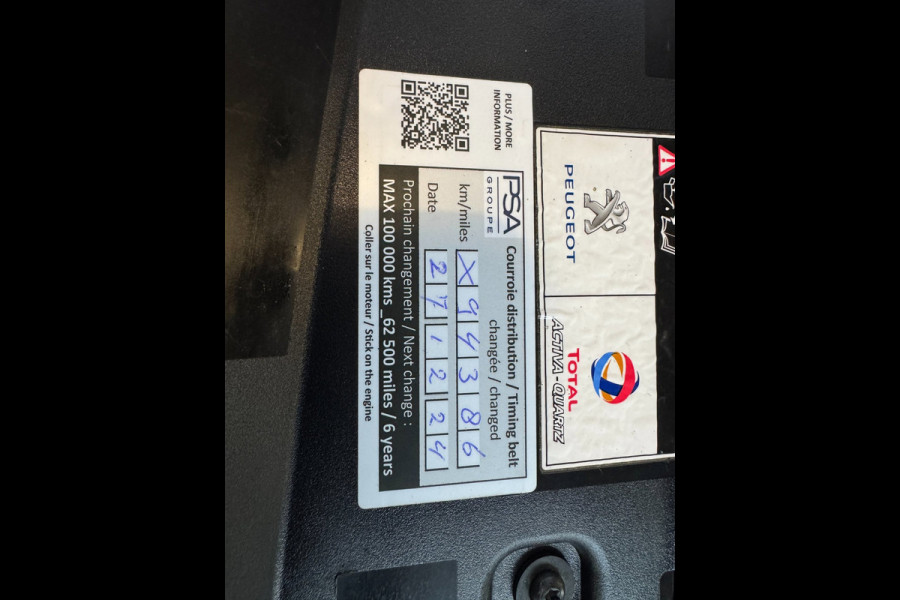 PLUS / MORE
INFORMATION
PSA
GROUPE
Courroie distribution / Timing belt
changée / changed
km/miles X 9 4 3 8 6
Date 2 7 1 2 2 4
Prochain changement / Next change :
MAX 100 000 kms _62 500 miles / 6 years
Coller sur le moteur / Stick on the engine
PEUGEOT
TOTAL
ACTIVA - QUARTZ